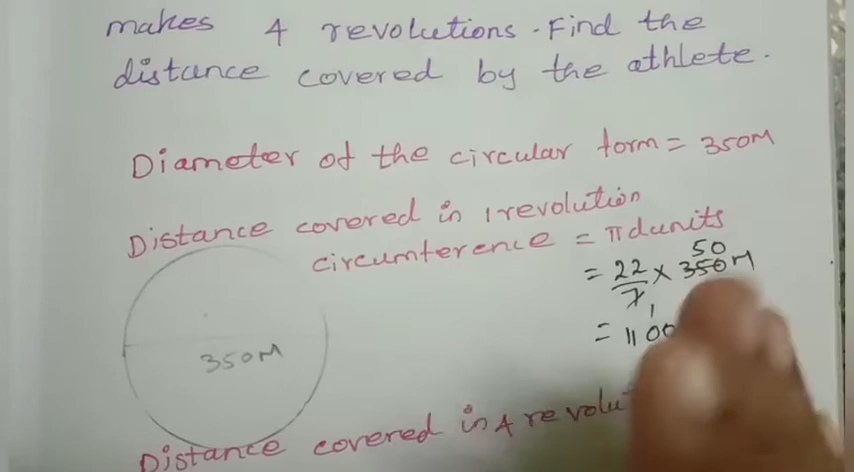 makes 4 revolutions. Find the
distance covered by the athlete.
Diameter of the circular form = 350M
Distance covered in 1 revolution
circumference = πd units
= 22/7 x 350M
50
1
= 1100
350M
Distance covered in 4